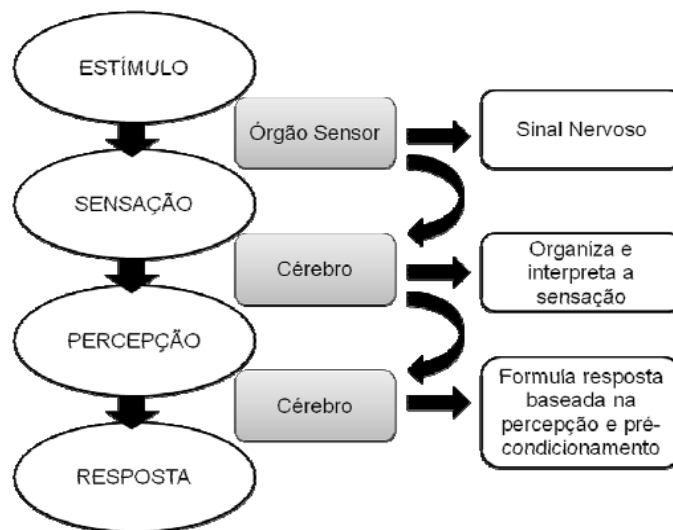 ESTÍMULO
Órgão Sensor
Sinal Nervoso
SENSAÇÃO
Cérebro
Organiza e
interpreta a
sensação
PERCEPÇÃO
Cérebro
Formula resposta
baseada na
percepção e pré-
condicionamento
RESPOSTA